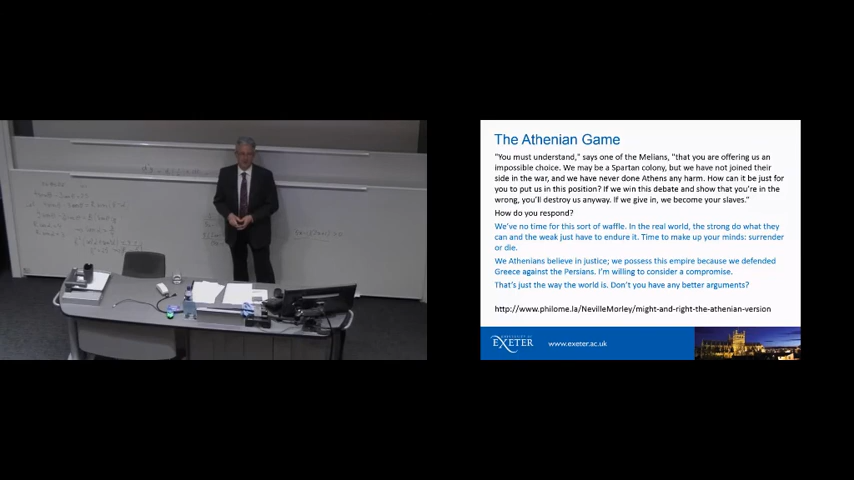 The Athenian Game
"You must understand," says one of the Melians, "that you are offering us an
impossible choice. We may be a Spartan colony, but we have not joined their
side in the war, and we have never done Athens any harm. How can it be just for
you to put us in this position? If we win this debate and show that you're in the
wrong, you'll destroy us anyway. If we give in, we become your slaves."
How do you respond?
We've no time for this sort of waffle. In the real world, the strong do what they
can and the weak just have to endure it. Time to make up your minds: surrender
or die.
We Athenians believe in justice; we possess this empire because we defended
Greece against the Persians. I'm willing to consider a compromise.
That's just the way the world is. Don't you have any better arguments?
http://www.philome.la/NevilleMorley/might-and-right-the-athenian-version
EXETER
www.exeter.ac.uk